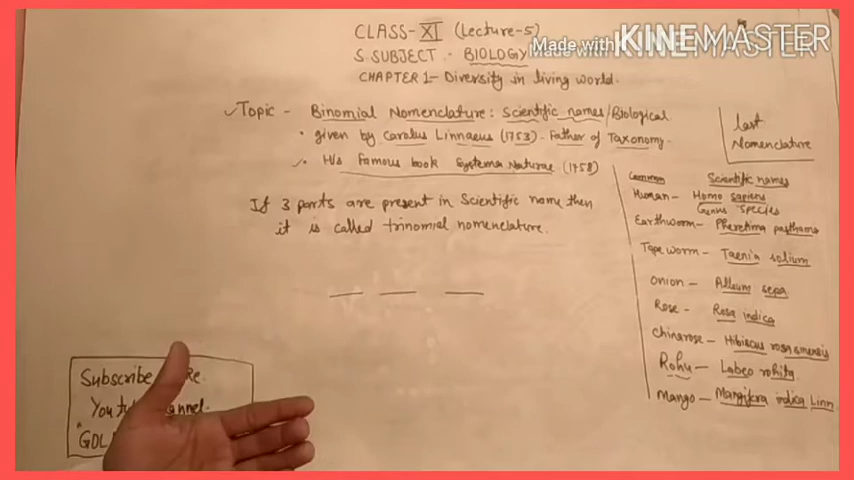 CLASS-XI (Lecture-5)
S.SUBJECT - BIOLOGY
CHAPTER 1- Diversity in living world.
Made with KINEMASTER
Topic - Binomial Nomenclature: Scientific names/Biological
• given by Carolus Linnaeus (1753). Father of Taxonomy.
His famous book Systema Naturae (1758)
If 3 parts are present in Scientific name then
it is called trinomial nomenclature.
last
Nomenclature
Common Scientific names
Human- Homo sapiens
Genus Species
Earthworm- Pheretima posthama
Tape worm- Taenia solium
Onion- Allium sepa
Rose- Rosa indica
Chinarose- Hibiscus rosa sinensis
Rohu- Labeo rohita
Mango- Mangifera indica Linn
Subscribe
You
GDL